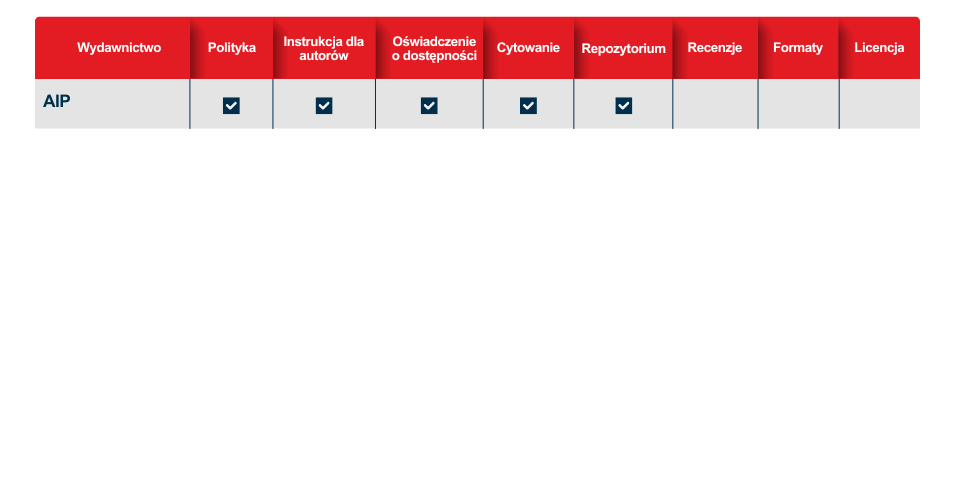 Wydawnictwo
Polityka
Instrukcja dla
autorów
Oświadczenie
o dostępności
Cytowanie
Repozytorium
Recenzje
Formaty
Licencja
AIP